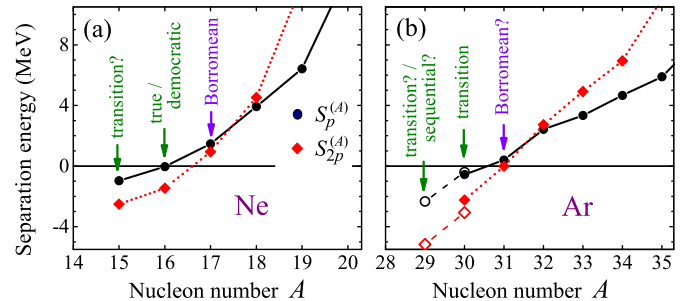 (a)
(b)
Separation energy (MeV)
8
4
0
-4
transition?
true /
democratic
Borromean
S_p^(A)
S_2p^(A)
Ne
14 15 16 17 18 19 20
Nucleon number A
transition? /
sequential?
transition
Borromean?
Ar
28 29 30 31 32 33 34 35
Nucleon number A